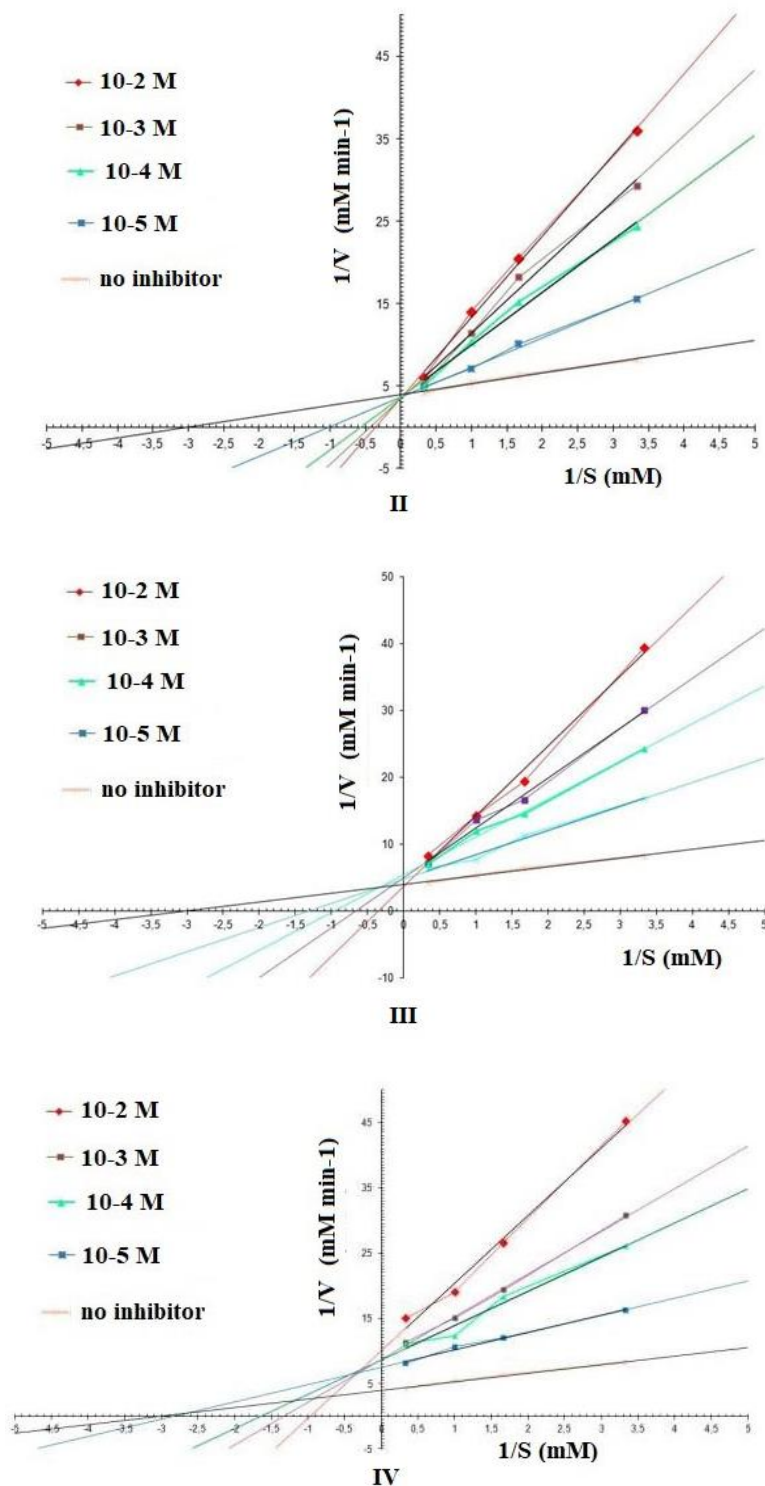 10-2 M
10-3 M
10-4 M
10-5 M
no inhibitor
1/V (mM min-1)
45
35
25
15
5
-5
-5 -4,5 -4 -3,5 -3 -2,5 -2 -1,5 -1 -0,5 0 0,5 1 1,5 2 2,5 3 3,5 4 4,5 5
1/S (mM)
II
10-2 M
10-3 M
10-4 M
10-5 M
no inhibitor
1/V (mM min-1)
50
40
30
20
10
0
-10
-5 -4,5 -4 -3,5 -3 -2,5 -2 -1,5 -1 -0,5 0 0,5 1 1,5 2 2,5 3 3,5 4 4,5 5
1/S (mM)
III
10-2 M
10-3 M
10-4 M
10-5 M
no inhibitor
1/V (mM min-1)
45
35
25
15
5
-5
-5 -4,5 -4 -3,5 -3 -2,5 -2 -1,5 -1 -0,5 0 0,5 1 1,5 2 2,5 3 3,5 4 4,5 5
1/S (mM)
IV